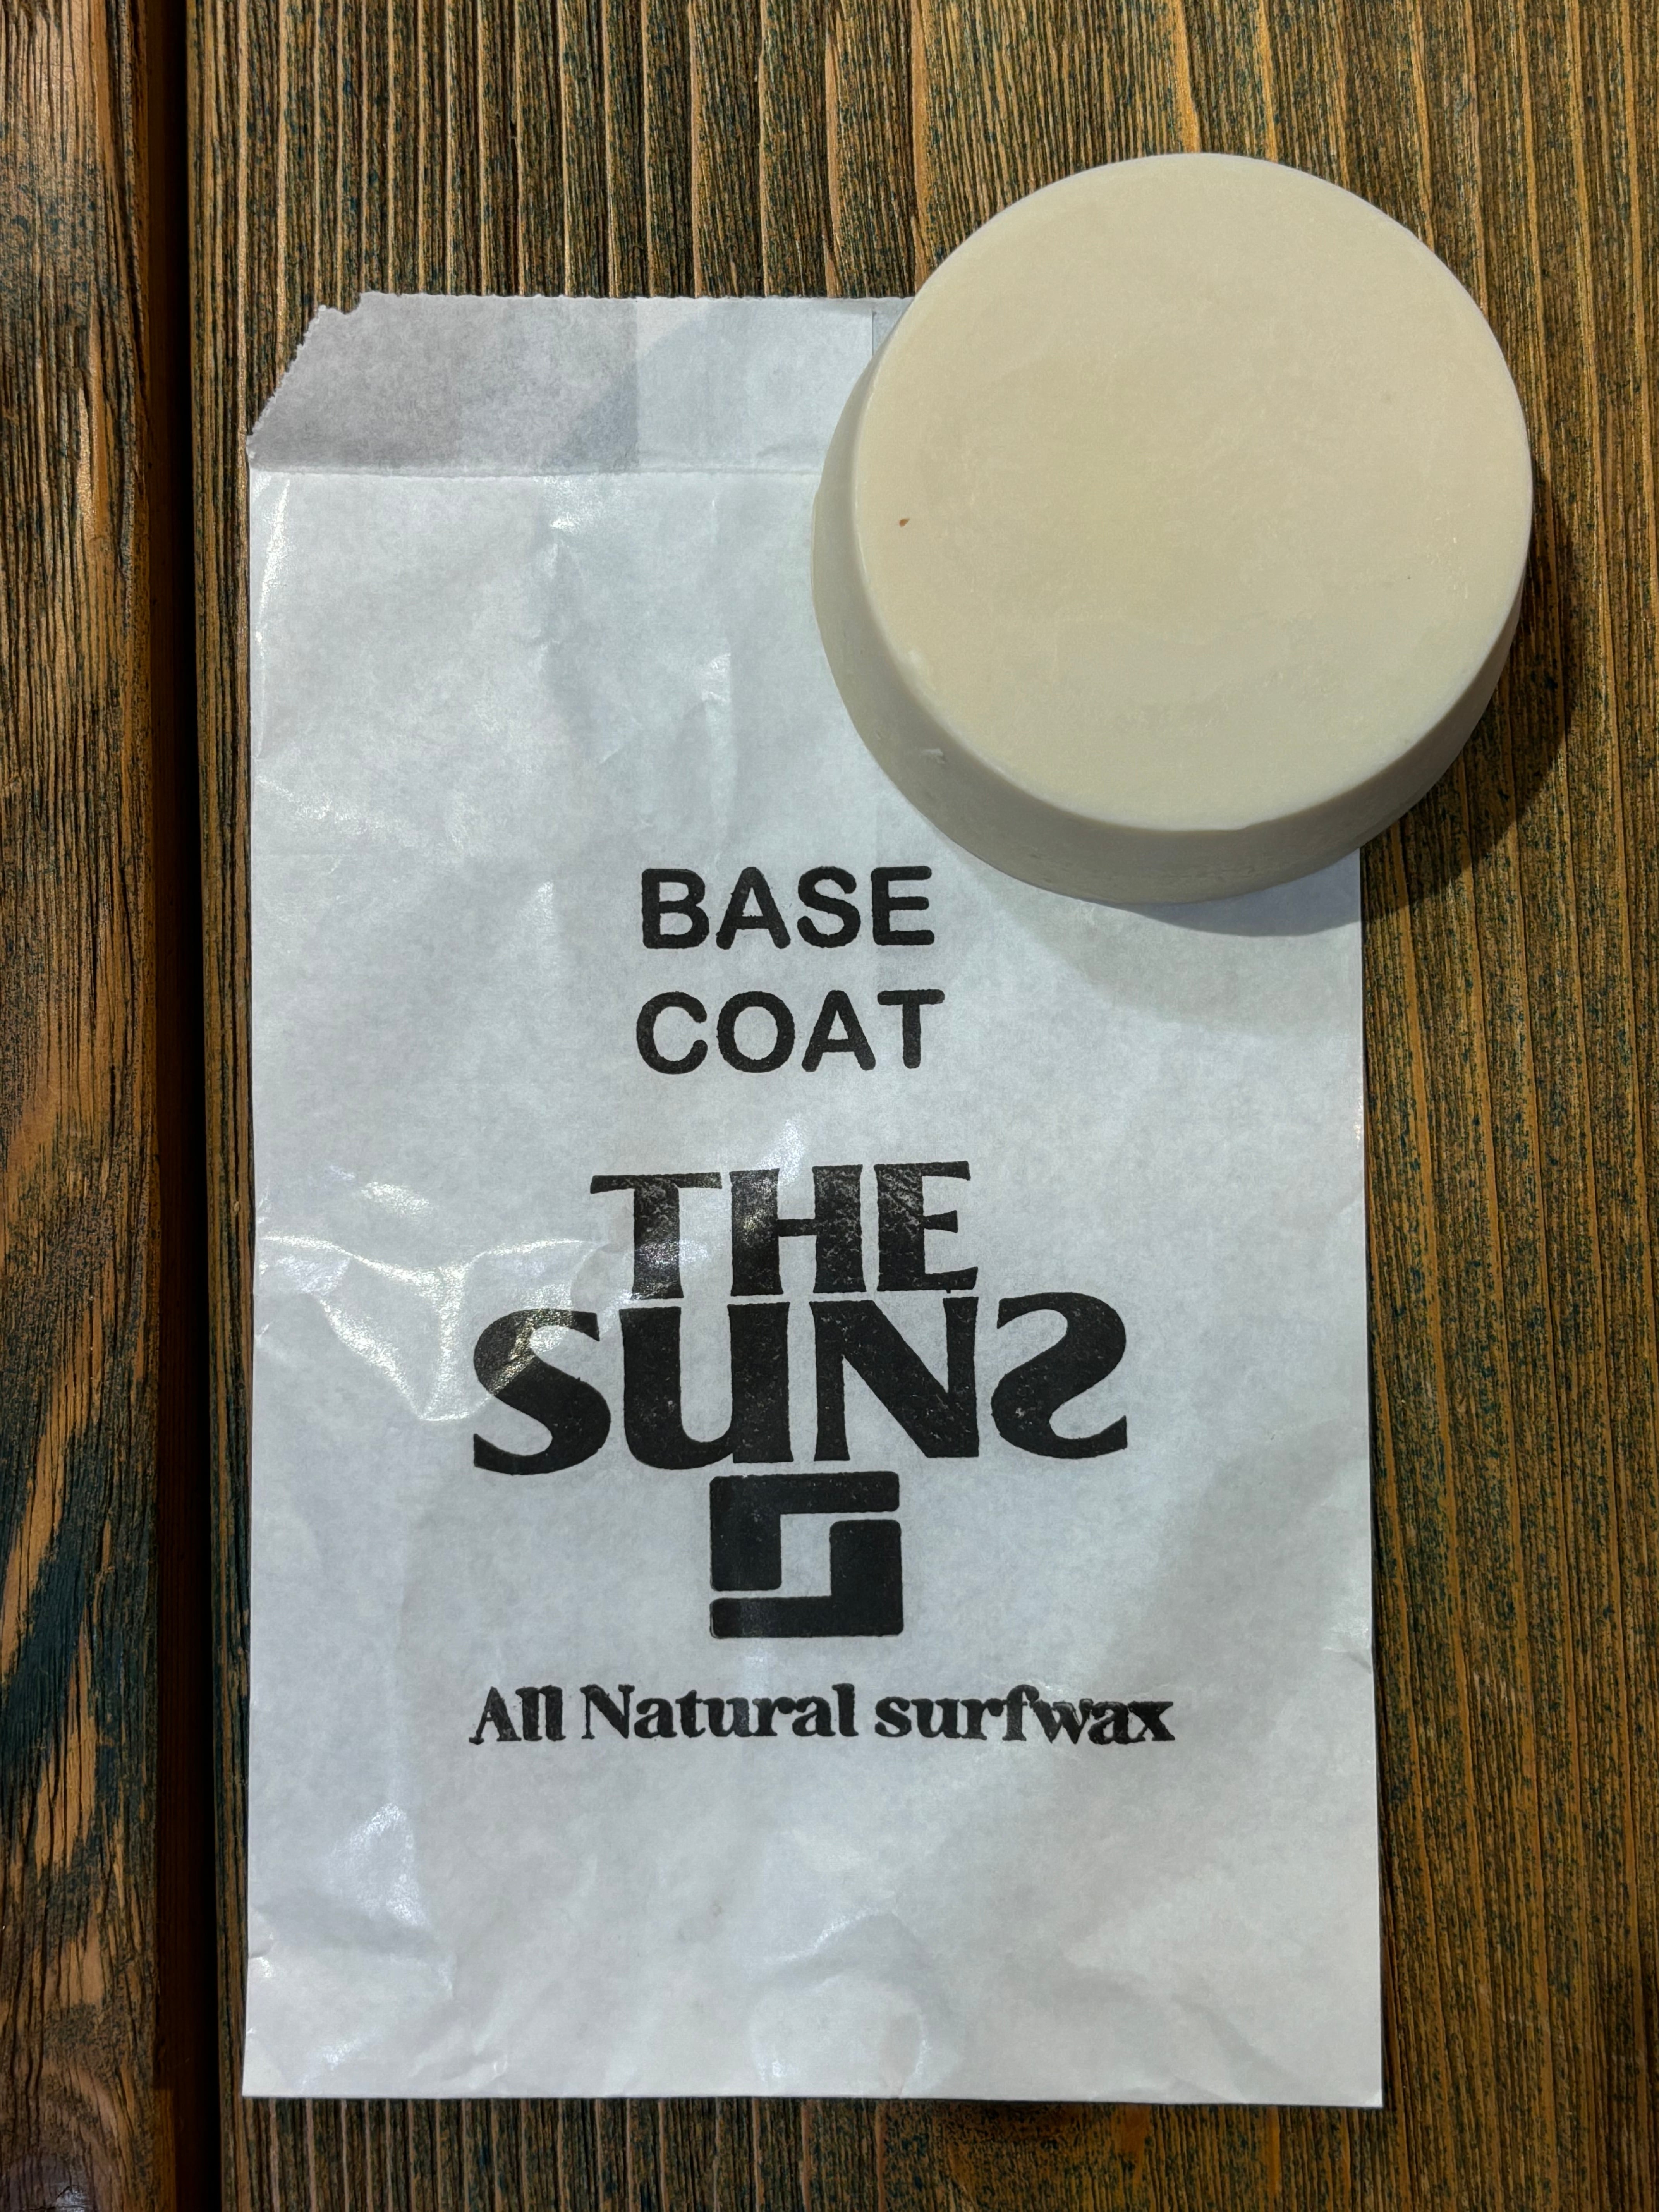 BASE
COAT
THE
SUNS
All Natural surfwax